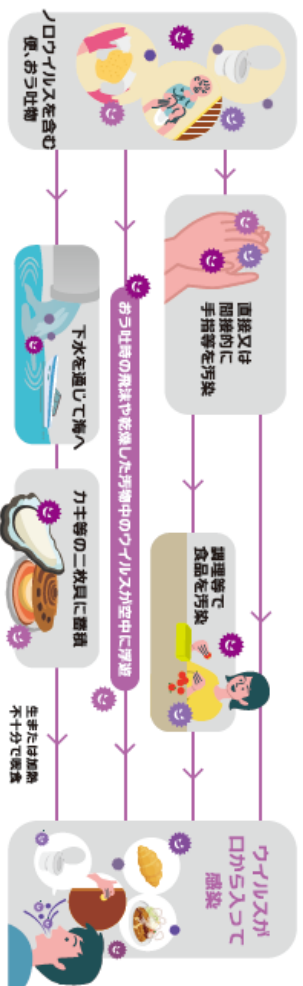 ノロウイルスを含む
便、おう吐物
直接又は
間接的に
手指等を汚染
調理等で
食品を汚染
おう吐時の飛沫や乾燥した汚物中のウイルスが空中に浮遊
下水を通じて海へ
カキ等の二枚貝に蓄積
生または加熱
不十分で喫食
ウイルスが
口から入って
感染